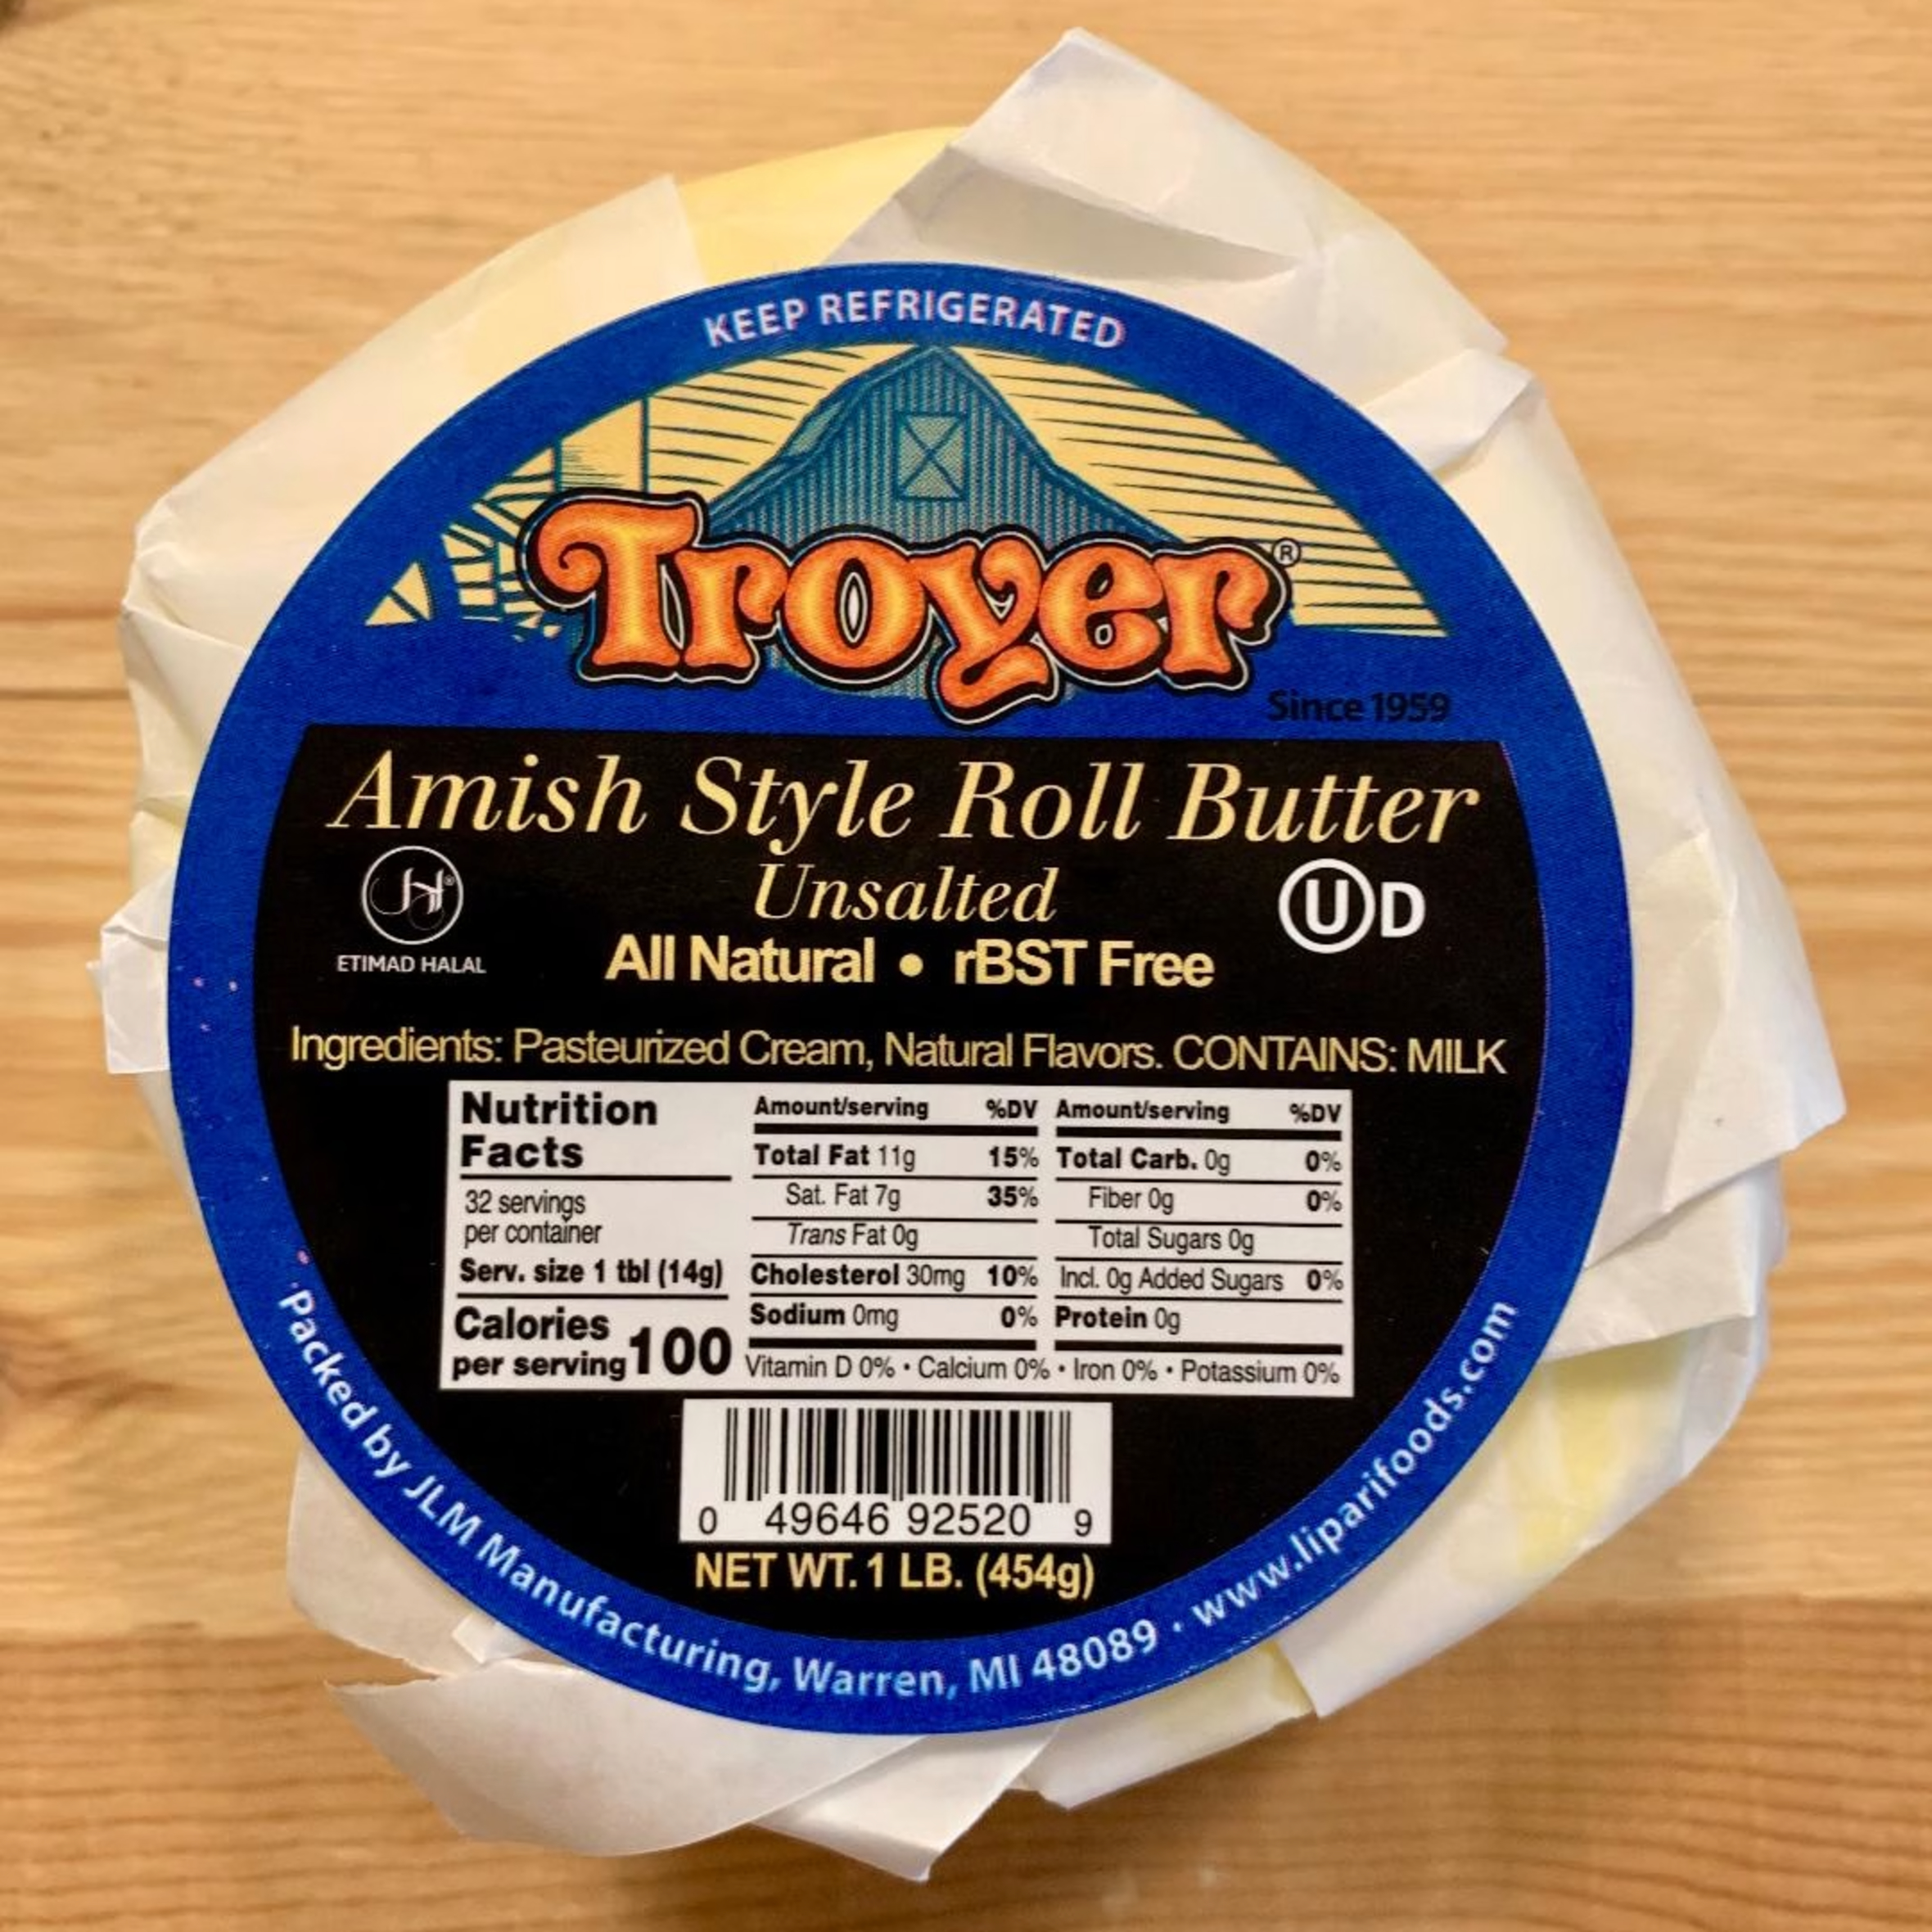 KEEP REFRIGERATED
Troyer®
Since 1959
Amish Style Roll Butter
Unsalted
ETIMAD HALAL
U D
All Natural • rBST Free
Ingredients: Pasteurized Cream, Natural Flavors. CONTAINS: MILK
Nutrition
Facts
32 servings
per container
Serv. size 1 tbl (14g)
Calories
per serving 100
Amount/serving %DV
Total Fat 11g 15%
Sat. Fat 7g 35%
Trans Fat 0g
Cholesterol 30mg 10%
Sodium 0mg 0%
Amount/serving %DV
Total Carb. 0g 0%
Fiber 0g 0%
Total Sugars 0g
Incl. 0g Added Sugars 0%
Protein 0g
Vitamin D 0% • Calcium 0% • Iron 0% • Potassium 0%
0 49646 92520 9
NET WT. 1 LB. (454g)
Packed by JLM Manufacturing, Warren, MI 48089 · www.liparifoods.com